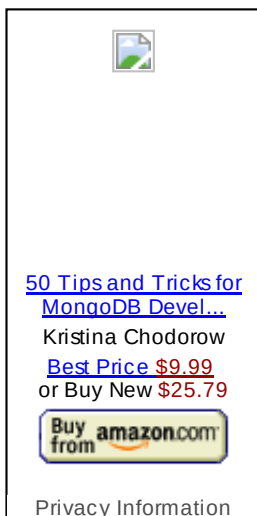 50 Tips and Tricks for
MongoDB Devel...
Kristina Chodorow
Best Price $9.99
or Buy New $25.79
Buy from amazon.com
Privacy Information